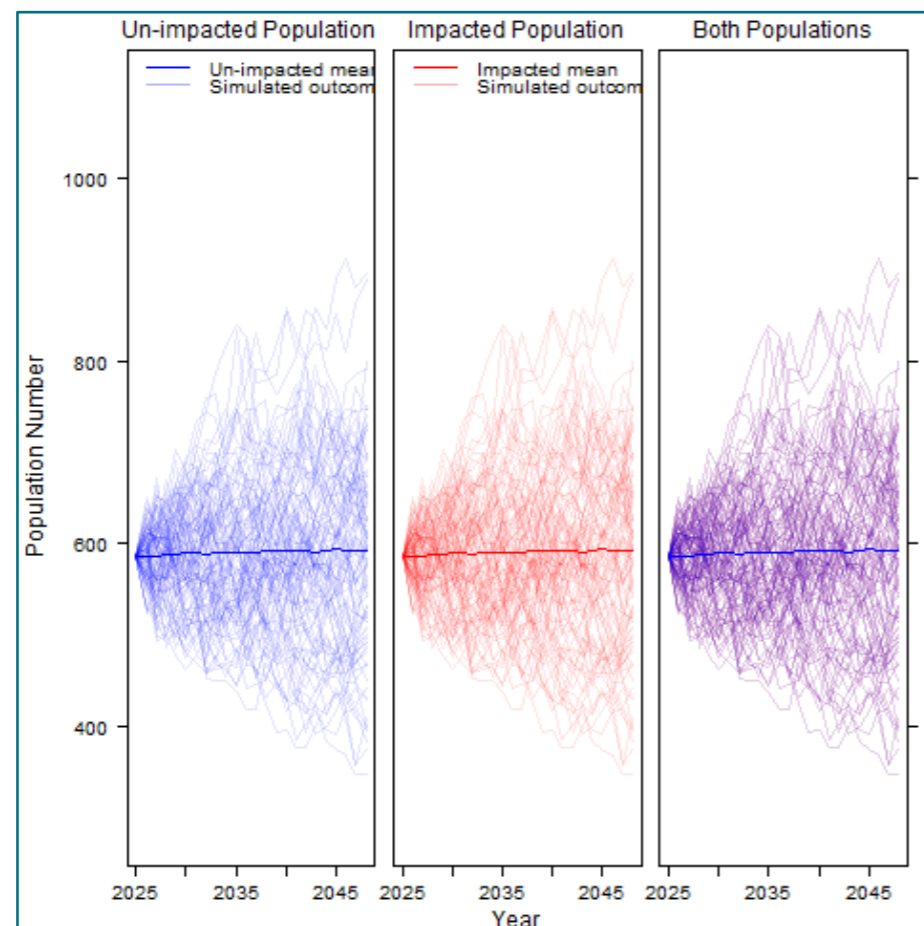 Un-impacted Population
Impacted Population
Both Populations
Un-impacted mean
Simulated outcom
Impacted mean
Simulated outcom
Population Number
1000
800
600
400
2025
2035
2045
2025
2035
2045
2025
2035
2045
Year